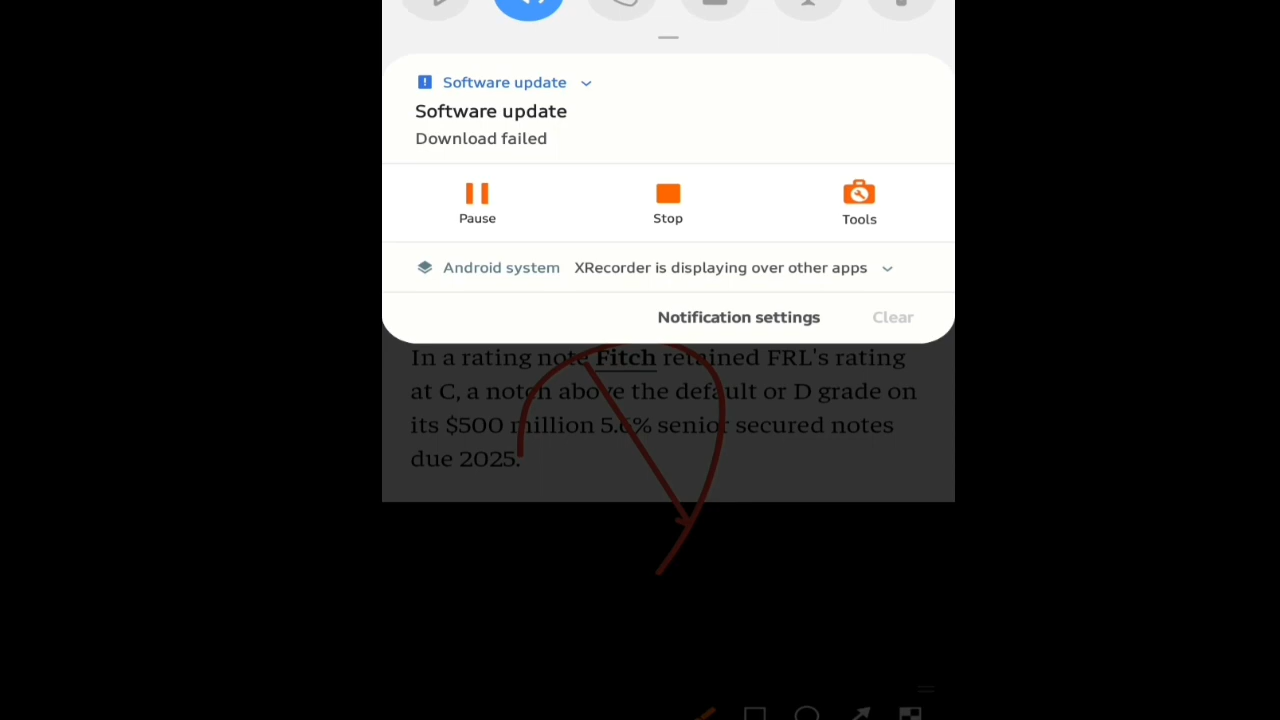 Software update
Software update
Download failed
Pause Stop Tools
Android system XRecorder is displaying over other apps
Notification settings Clear
In a rating note Fitch retained FRL's rating
at C, a notch above the default or D grade on
its $500 million 5.6% senior secured notes
due 2025.